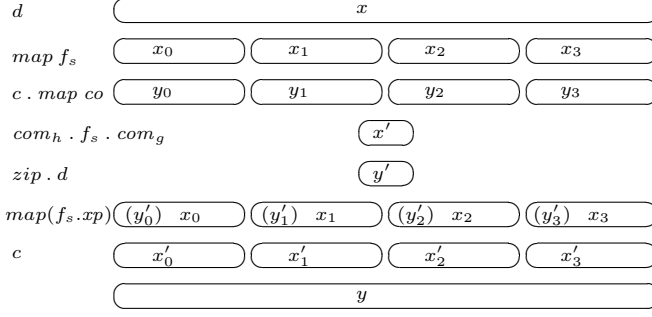 d x
map f_s x_0 x_1 x_2 x_3
c . map co y_0 y_1 y_2 y_3
com_h . f_s . com_g x′
zip . d y′
map(f_s.xp) (y′_0) x_0 (y′_1) x_1 (y′_2) x_2 (y′_3) x_3
c x′_0 x′_1 x′_2 x′_3
y